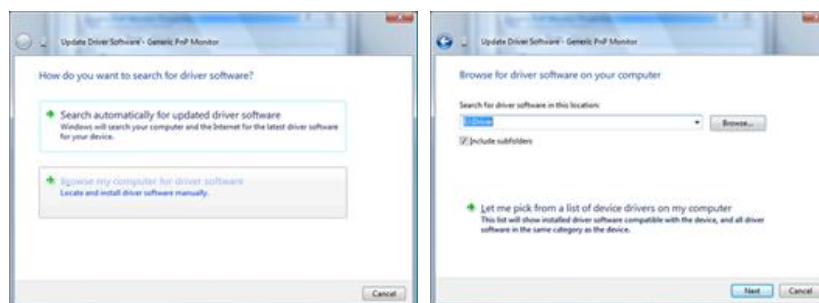 Update Driver Software - Generic PnP Monitor
How do you want to search for driver software?
Search automatically for updated driver software
Windows will search your computer and the Internet for the latest driver software
for your device.
Browse my computer for driver software
Locate and install driver software manually.
Cancel
Update Driver Software - Generic PnP Monitor
Browse for driver software on your computer
Search for driver software in this location:
Browse...
Include subfolders
Let me pick from a list of device drivers on my computer
This list will show installed driver software compatible with the device, and all driver
software in the same category as the device.
Next
Cancel